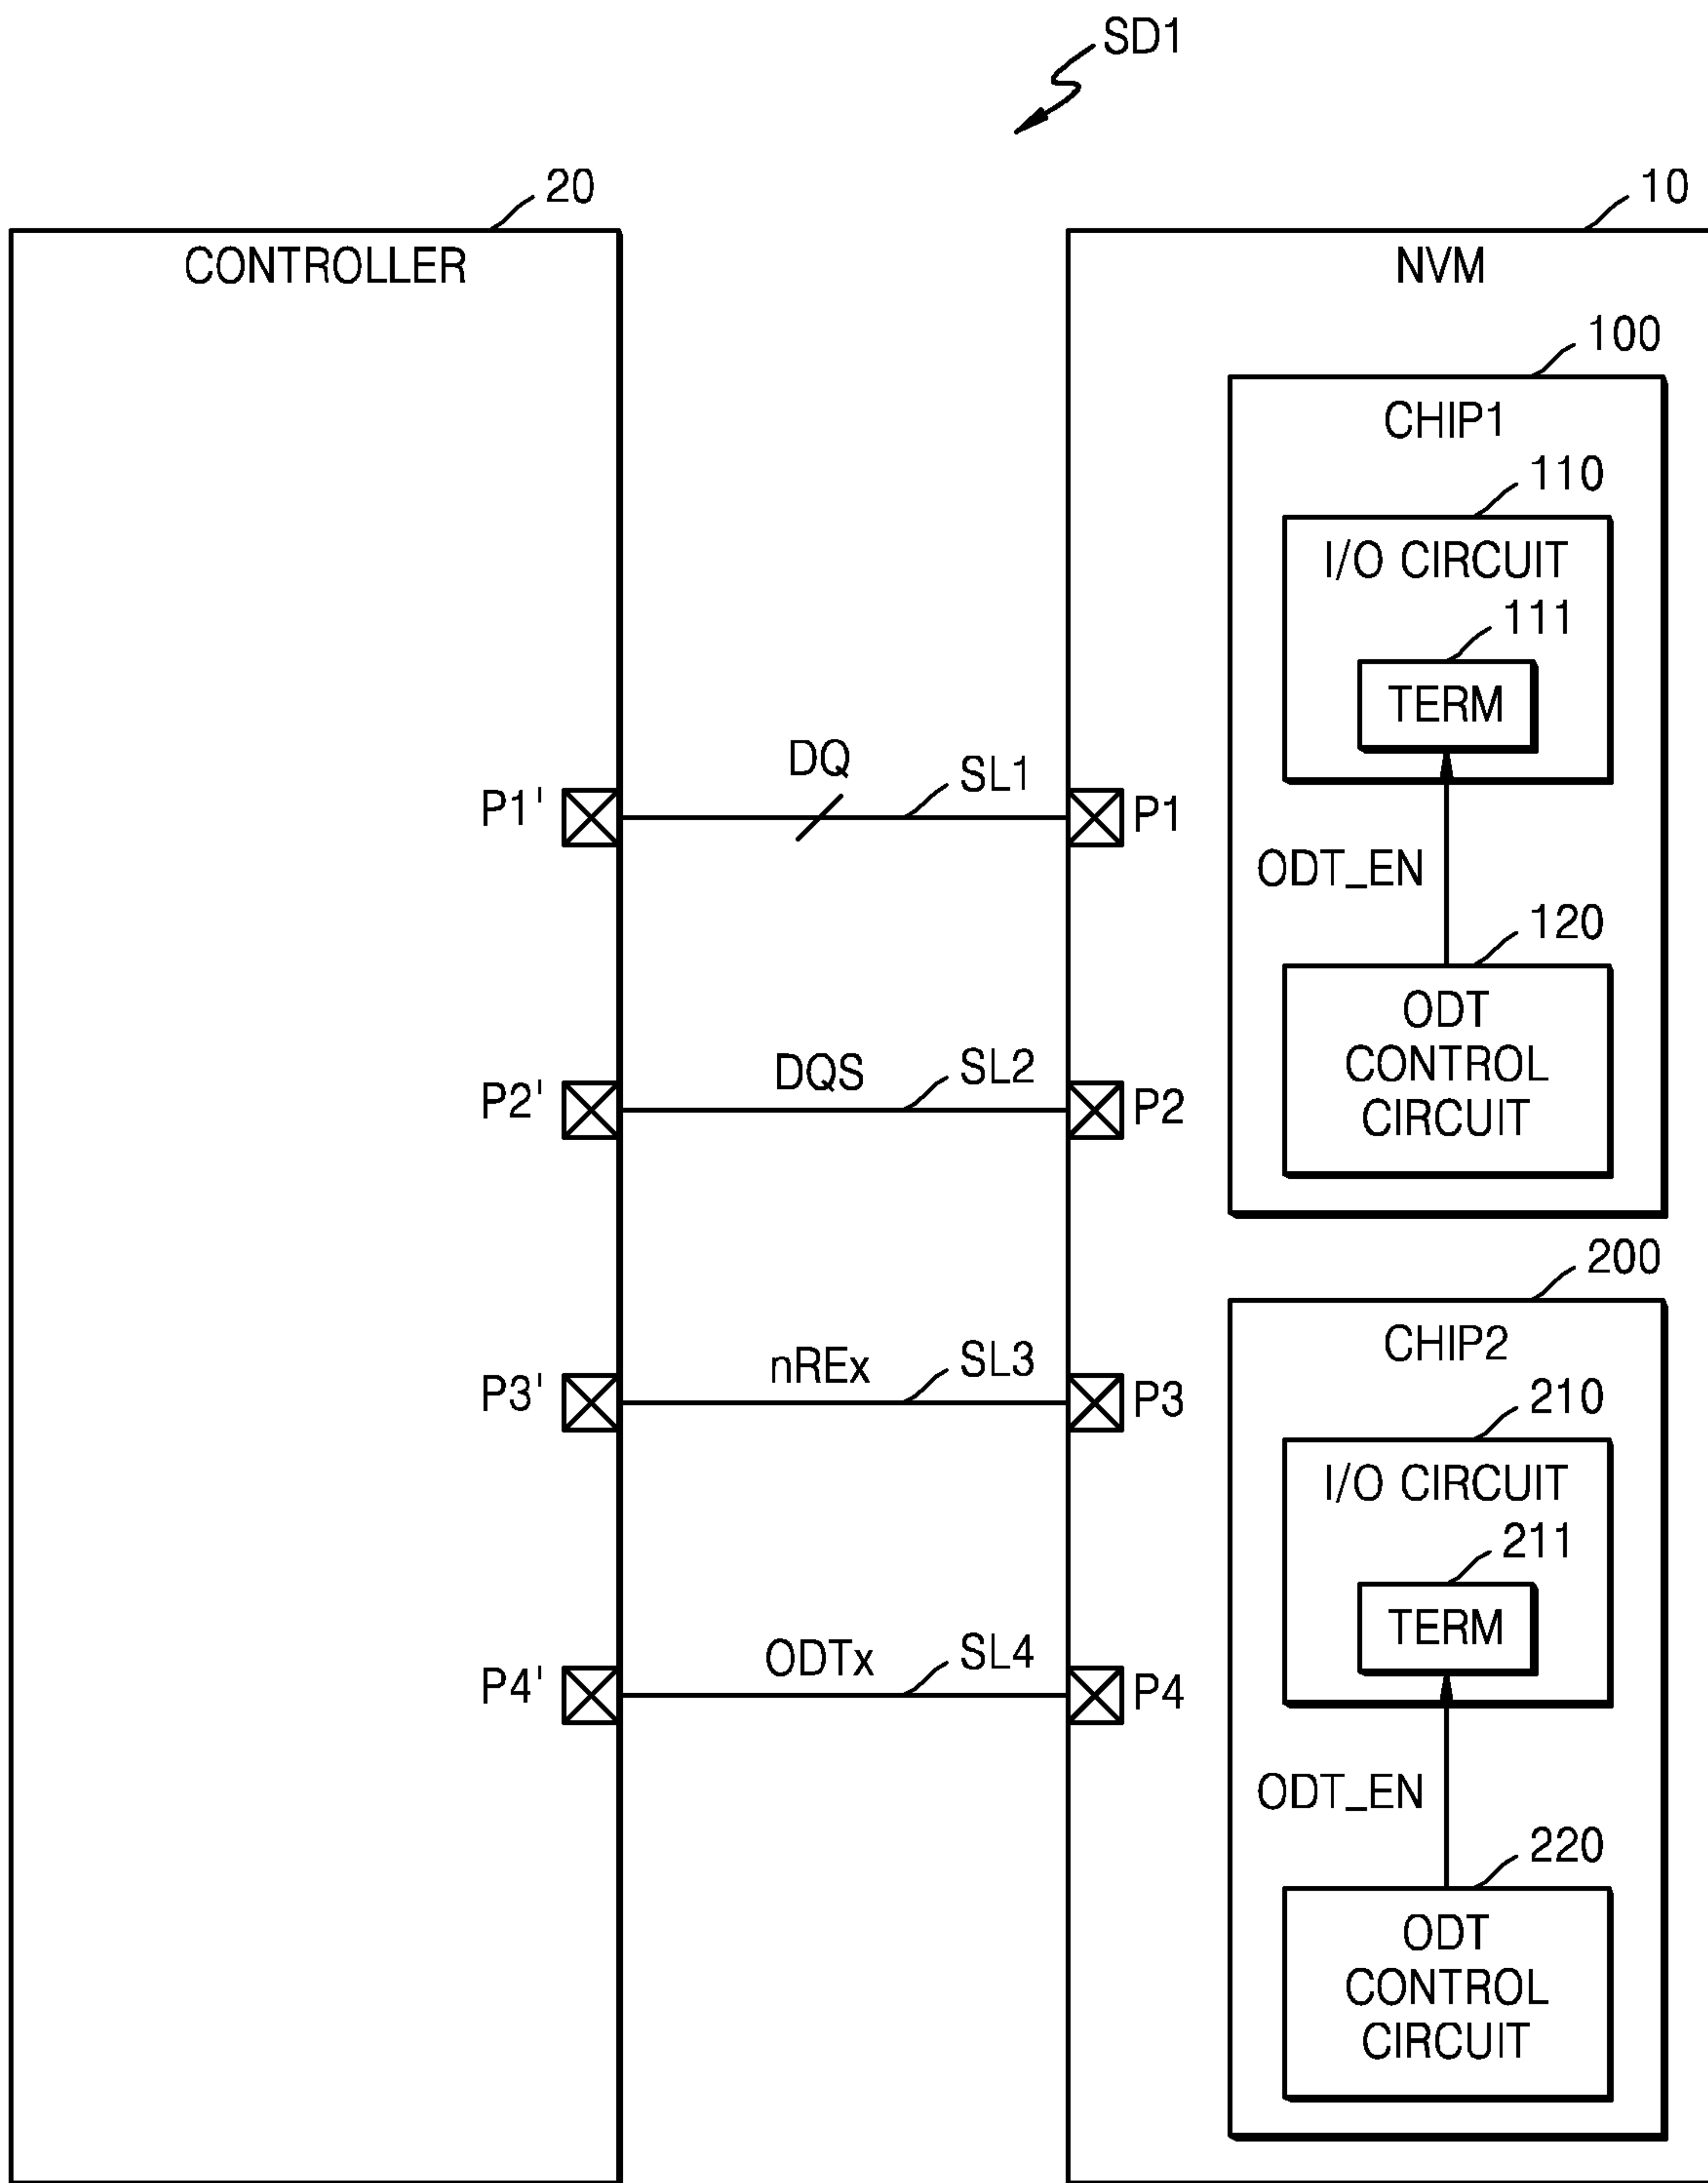 SD1
20
10
CONTROLLER
NVM
100
CHIP1
110
I/O CIRCUIT
111
TERM
DQ
SL1
P1'
P1
ODT_EN
120
ODT
CONTROL
CIRCUIT
DQS
SL2
P2'
P2
200
CHIP2
nREx
SL3
P3'
P3
210
I/O CIRCUIT
211
TERM
ODTx
SL4
P4'
P4
ODT_EN
220
ODT
CONTROL
CIRCUIT